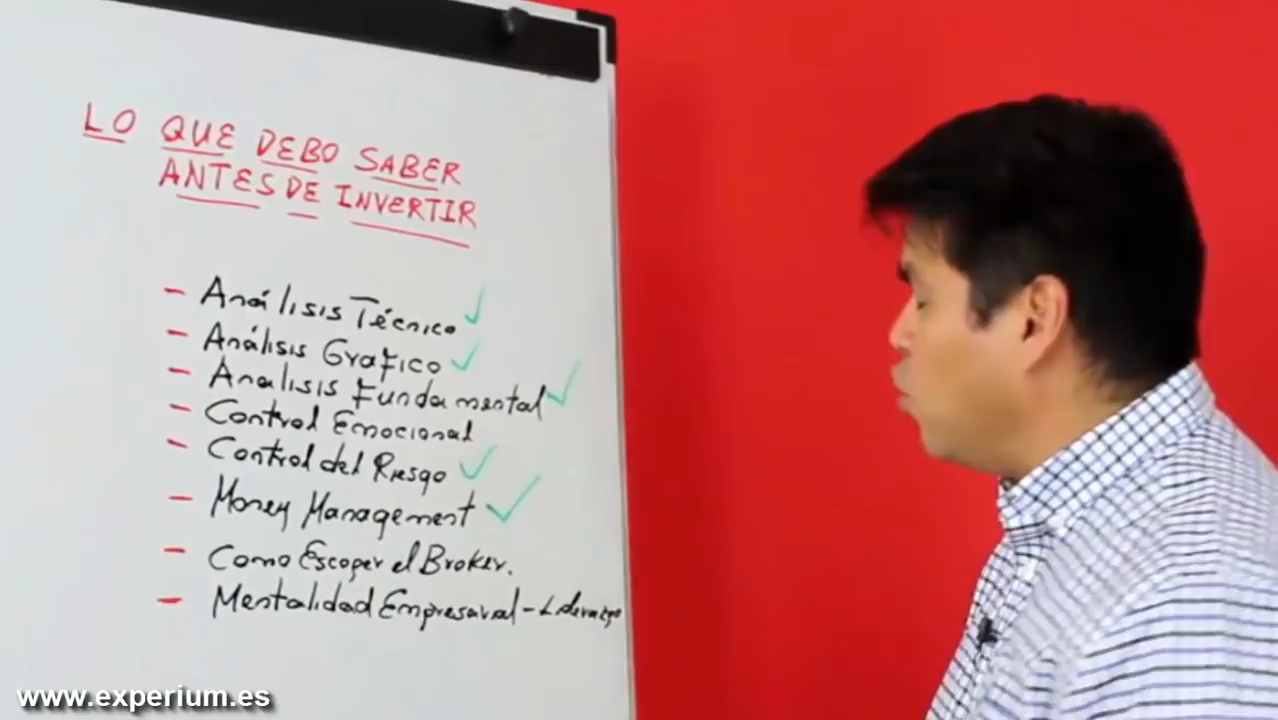 LO QUE DEBO SABER
ANTES DE INVERTIR
- Análisis Técnico ✓
- Análisis Grafico ✓
- Analisis Fundamental ✓
- Control Emocional
- Control del Riesgo ✓
- Money Management ✓
- Como Escoger el Broker.
- Mentalidad Empresarial - Liderazgo
www.experium.es